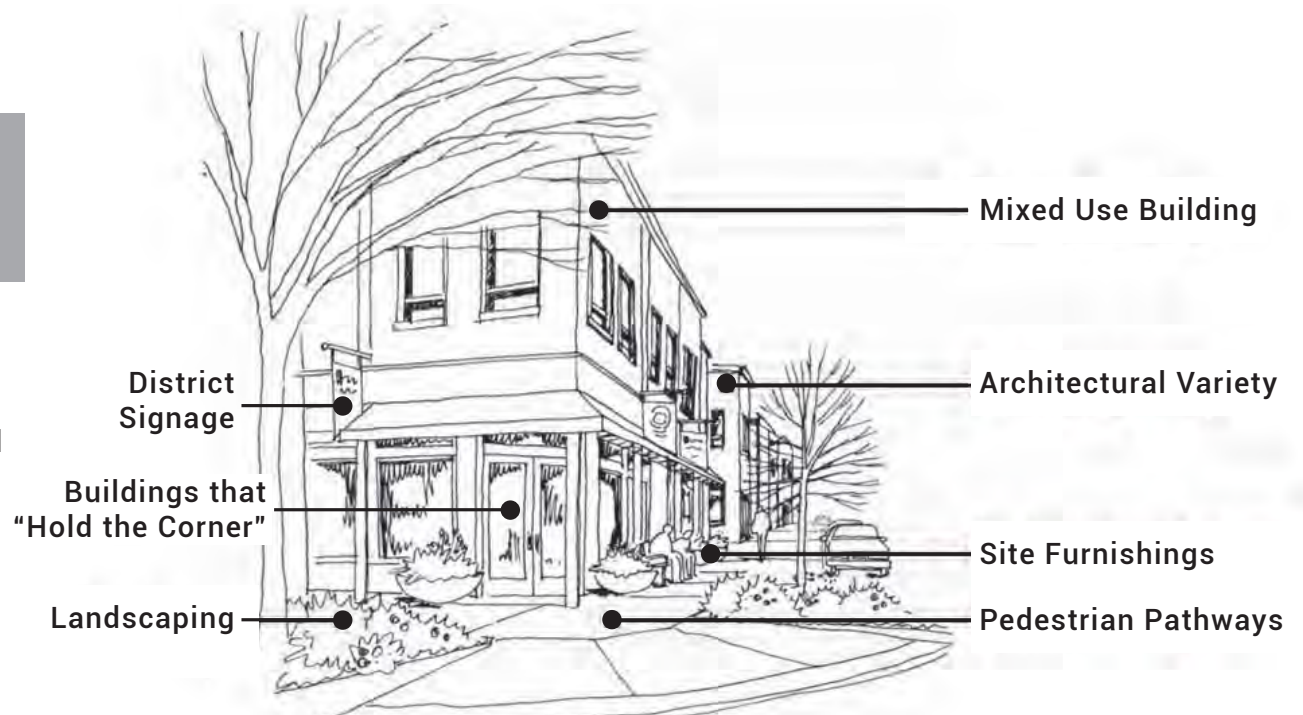 Mixed Use Building
Architectural Variety
District
Signage
Buildings that
“Hold the Corner”
Site Furnishings
Landscaping
Pedestrian Pathways